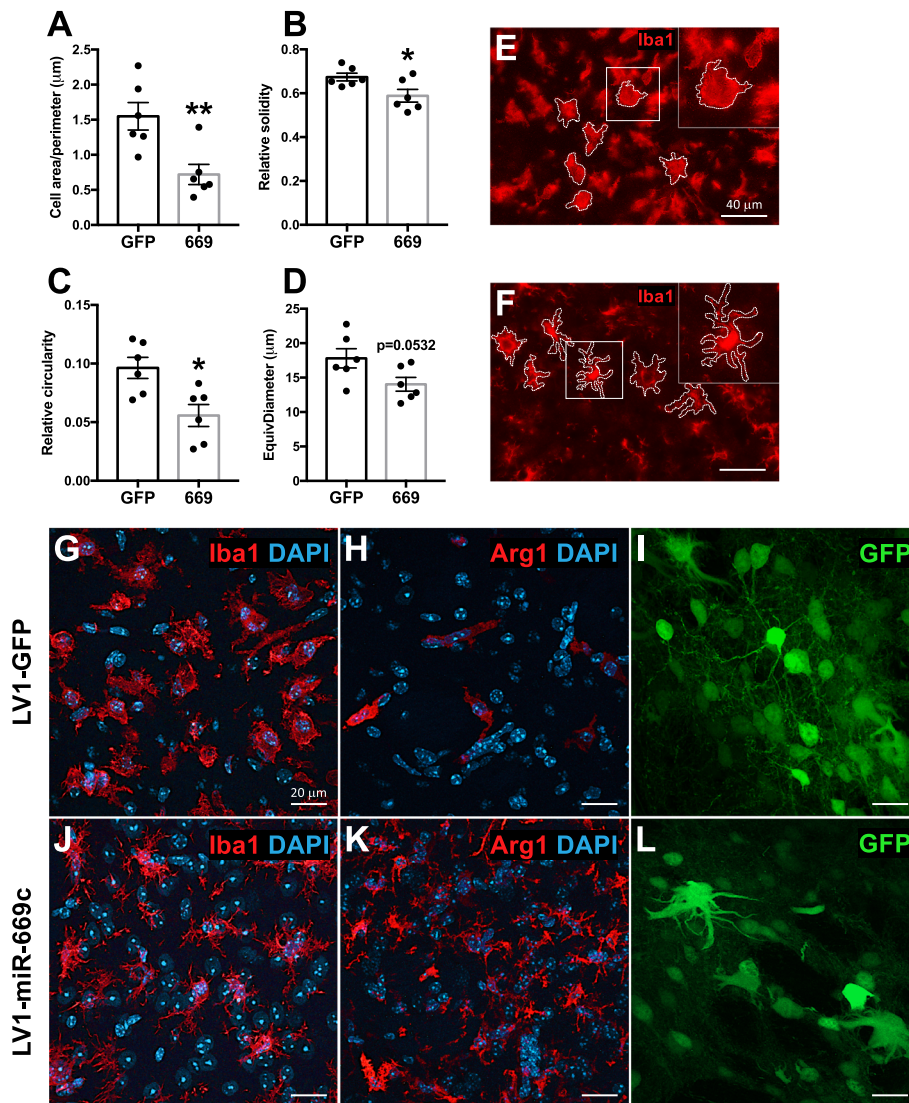 A
Cell area/perimeter (μm)
2.5
2.0
1.5
1.0
0.5
0.0
**
GFP 669
B
Relative solidity
0.8
0.6
0.4
0.2
0.0
*
GFP 669
E
Iba1
40 μm
C
Relative circularity
0.15
0.10
0.05
0.00
*
GFP 669
D
EquivDiameter (μm)
25
20
15
10
5
0
p=0.0532
GFP 669
F
Iba1
LV1-GFP
G
Iba1 DAPI
20 μm
H
Arg1 DAPI
I
GFP
LV1-miR-669c
J
Iba1 DAPI
K
Arg1 DAPI
L
GFP